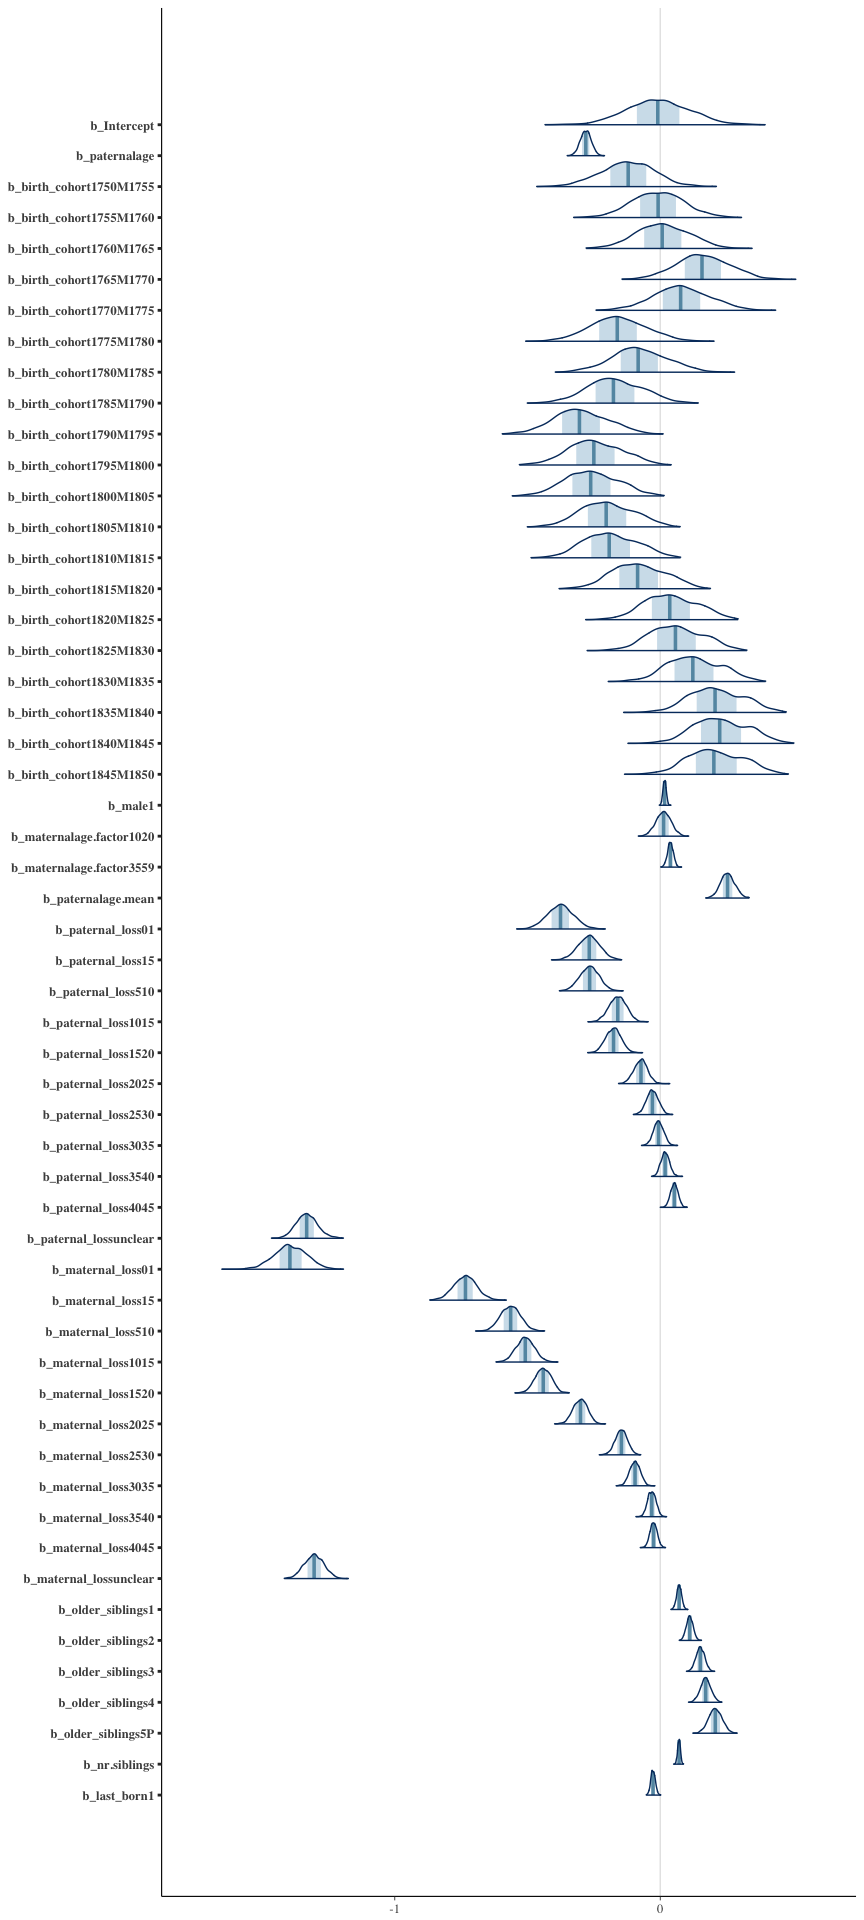 b_Intercept
b_paternalage
b_birth_cohort1750M1755
b_birth_cohort1755M1760
b_birth_cohort1760M1765
b_birth_cohort1765M1770
b_birth_cohort1770M1775
b_birth_cohort1775M1780
b_birth_cohort1780M1785
b_birth_cohort1785M1790
b_birth_cohort1790M1795
b_birth_cohort1795M1800
b_birth_cohort1800M1805
b_birth_cohort1805M1810
b_birth_cohort1810M1815
b_birth_cohort1815M1820
b_birth_cohort1820M1825
b_birth_cohort1825M1830
b_birth_cohort1830M1835
b_birth_cohort1835M1840
b_birth_cohort1840M1845
b_birth_cohort1845M1850
b_male1
b_maternalage.factor1020
b_maternalage.factor3559
b_paternalage.mean
b_paternal_loss01
b_paternal_loss15
b_paternal_loss510
b_paternal_loss1015
b_paternal_loss1520
b_paternal_loss2025
b_paternal_loss2530
b_paternal_loss3035
b_paternal_loss3540
b_paternal_loss4045
b_paternal_lossunclear
b_maternal_loss01
b_maternal_loss15
b_maternal_loss510
b_maternal_loss1015
b_maternal_loss1520
b_maternal_loss2025
b_maternal_loss2530
b_maternal_loss3035
b_maternal_loss3540
b_maternal_loss4045
b_maternal_lossunclear
b_older_siblings1
b_older_siblings2
b_older_siblings3
b_older_siblings4
b_older_siblings5P
b_nr.siblings
b_last_born1
-1 0